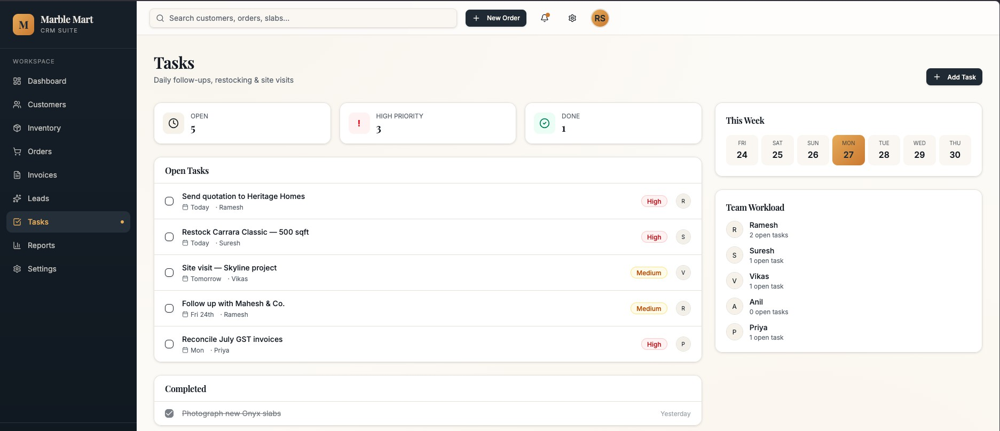 M
Marble Mart
CRM SUITE
WORKSPACE
Dashboard
Customers
Inventory
Orders
Invoices
Leads
Tasks
Reports
Settings
Search customers, orders, slabs...
New Order
RS
Tasks
Daily follow-ups, restocking & site visits
Add Task
OPEN
5
!
HIGH PRIORITY
3
DONE
1
Open Tasks
Send quotation to Heritage Homes
Today · Ramesh
High
R
Restock Carrara Classic — 500 sqft
Today · Suresh
High
S
Site visit — Skyline project
Tomorrow · Vikas
Medium
V
Follow up with Mahesh & Co.
Fri 24th · Ramesh
Medium
R
Reconcile July GST invoices
Mon · Priya
High
P
Completed
Photograph new Onyx slabs
Yesterday
This Week
FRI SAT SUN MON TUE WED THU
24 25 26 27 28 29 30
Team Workload
R
Ramesh
2 open tasks
S
Suresh
1 open task
V
Vikas
1 open task
A
Anil
0 open tasks
P
Priya
1 open task